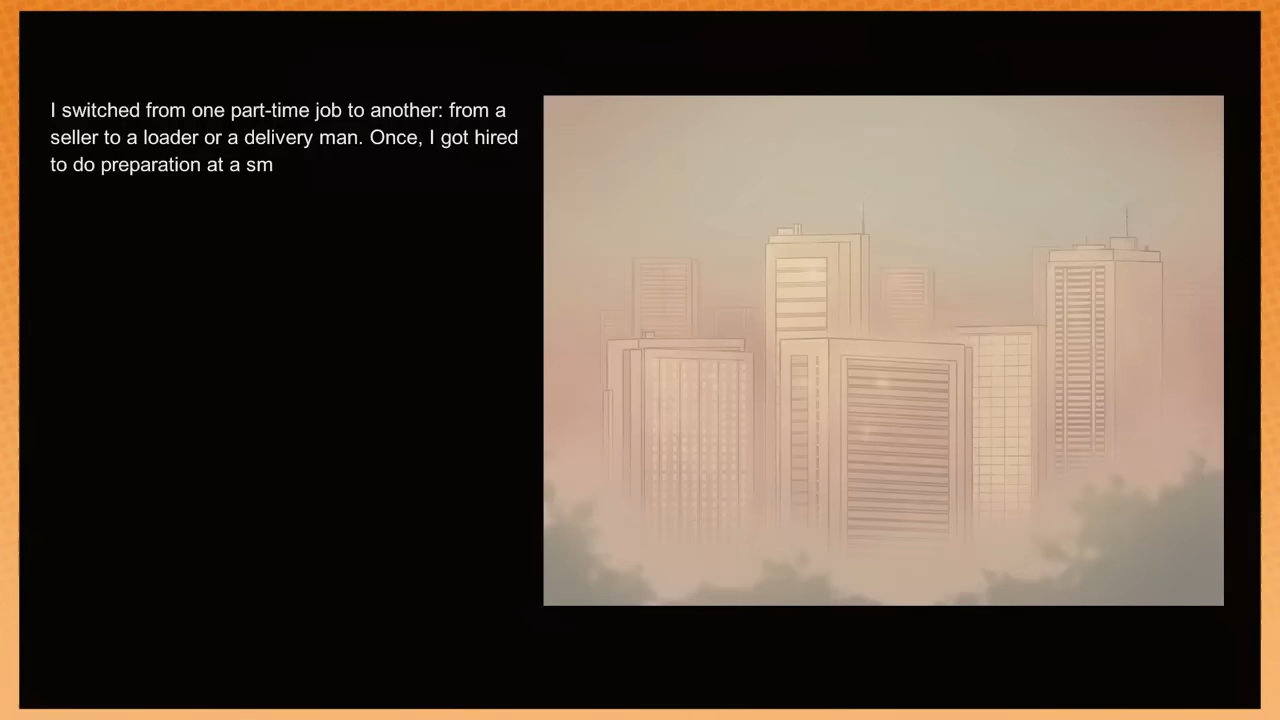 I switched from one part-time job to another: from a
seller to a loader or a delivery man. Once, I got hired
to do preparation at a sm